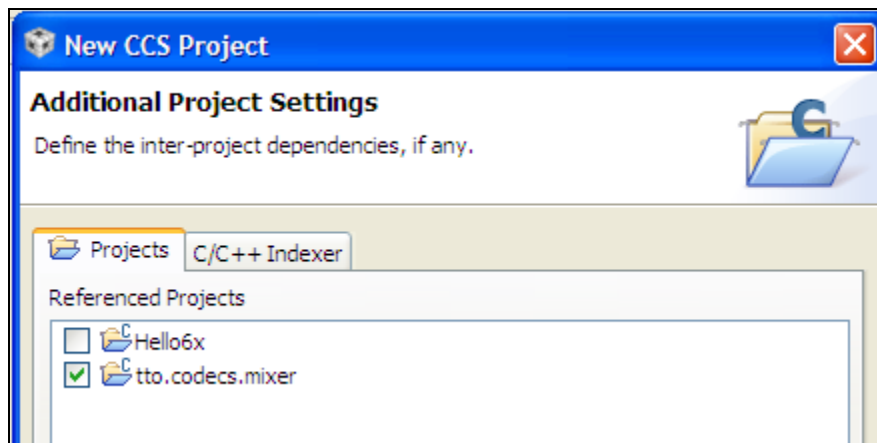 New CCS Project
Additional Project Settings
Define the inter-project dependencies, if any.
Projects
C/C++ Indexer
Referenced Projects
Hello6x
tto.codecs.mixer